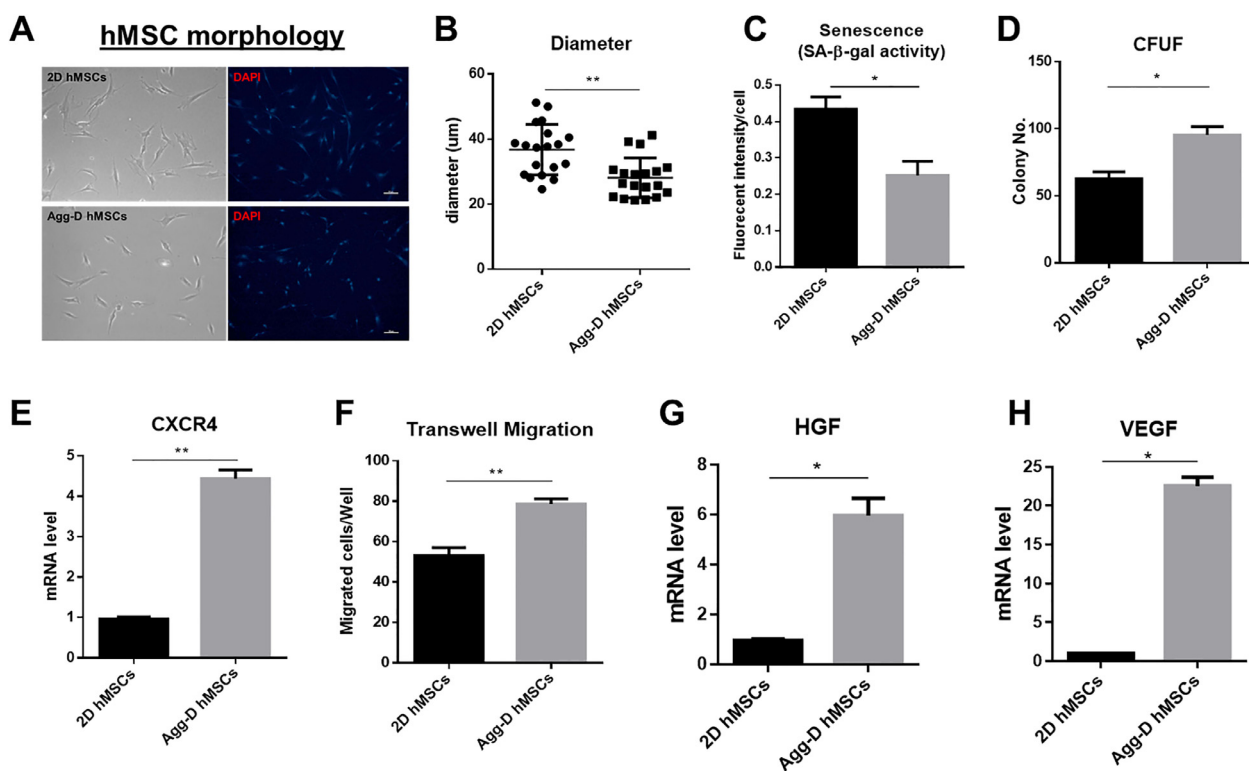 A
hMSC morphology
2D hMSCs
DAPI
Agg-D hMSCs
DAPI
B
Diameter
**
diameter (um)
60
40
20
0
2D hMSCs
Agg-D hMSCs
C
Senescence
(SA-β-gal activity)
*
Fluorecent intensity/cell
0.5
0.4
0.3
0.2
0.1
0.0
2D hMSCs
Agg-D hMSCs
D
CFUF
*
Colony No.
150
100
50
0
2D hMSCs
Agg-D hMSCs
E
CXCR4
**
mRNA level
5
4
3
2
1
0
2D hMSCs
Agg-D hMSCs
F
Transwell Migration
**
Migrated cells/Well
100
80
60
40
20
0
2D hMSCs
Agg-D hMSCs
G
HGF
*
mRNA level
8
6
4
2
0
2D hMSCs
Agg-D hMSCs
H
VEGF
*
mRNA level
25
20
15
10
5
0
2D hMSCs
Agg-D hMSCs